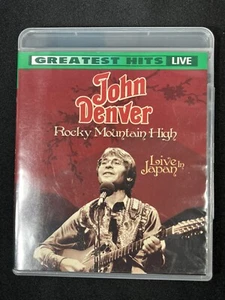 GREATEST HITS LIVE
John
Denver
Rocky Mountain High
Live In
Japan